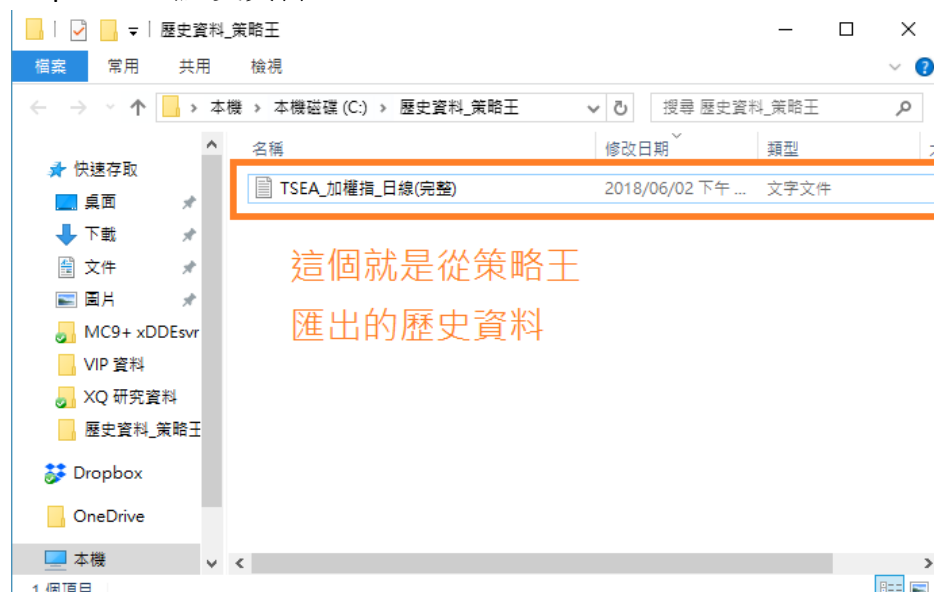 歷史資料_策略王
檔案 常用 共用 檢視
本機 › 本機磁碟 (C:) › 歷史資料_策略王
搜尋 歷史資料_策略王
名稱 修改日期 類型
快速存取
TSEA_加權指_日線(完整) 2018/06/02 下午 ... 文字文件
桌面
下載
文件
圖片
MC9+ xDDEsvr
VIP 資料
XQ 研究資料
歷史資料_策略王
Dropbox
OneDrive
本機
1 個項目
這個就是從策略王
匯出的歷史資料